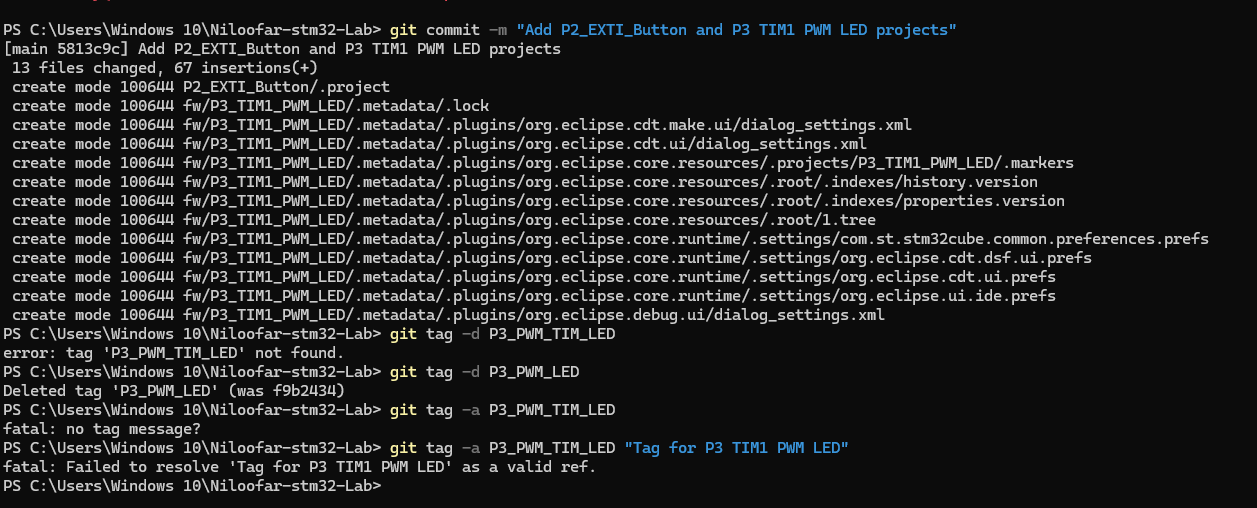 PS C:\Users\Windows 10\Niloofar-stm32-Lab> git commit -m "Add P2_EXTI_Button and P3 TIM1 PWM LED projects"
[main 5813c9c] Add P2_EXTI_Button and P3 TIM1 PWM LED projects
 13 files changed, 67 insertions(+)
 create mode 100644 P2_EXTI_Button/.project
 create mode 100644 fw/P3_TIM1_PWM_LED/.metadata/.lock
 create mode 100644 fw/P3_TIM1_PWM_LED/.metadata/.plugins/org.eclipse.cdt.make.ui/dialog_settings.xml
 create mode 100644 fw/P3_TIM1_PWM_LED/.metadata/.plugins/org.eclipse.cdt.ui/dialog_settings.xml
 create mode 100644 fw/P3_TIM1_PWM_LED/.metadata/.plugins/org.eclipse.core.resources/.projects/P3_TIM1_PWM_LED/.markers
 create mode 100644 fw/P3_TIM1_PWM_LED/.metadata/.plugins/org.eclipse.core.resources/.root/.indexes/history.version
 create mode 100644 fw/P3_TIM1_PWM_LED/.metadata/.plugins/org.eclipse.core.resources/.root/.indexes/properties.version
 create mode 100644 fw/P3_TIM1_PWM_LED/.metadata/.plugins/org.eclipse.core.resources/.root/1.tree
 create mode 100644 fw/P3_TIM1_PWM_LED/.metadata/.plugins/org.eclipse.core.runtime/.settings/com.st.stm32cube.common.preferences.prefs
 create mode 100644 fw/P3_TIM1_PWM_LED/.metadata/.plugins/org.eclipse.core.runtime/.settings/org.eclipse.cdt.dsf.ui.prefs
 create mode 100644 fw/P3_TIM1_PWM_LED/.metadata/.plugins/org.eclipse.core.runtime/.settings/org.eclipse.cdt.ui.prefs
 create mode 100644 fw/P3_TIM1_PWM_LED/.metadata/.plugins/org.eclipse.core.runtime/.settings/org.eclipse.ui.ide.prefs
 create mode 100644 fw/P3_TIM1_PWM_LED/.metadata/.plugins/org.eclipse.debug.ui/dialog_settings.xml
PS C:\Users\Windows 10\Niloofar-stm32-Lab> git tag -d P3_PWM_TIM_LED
error: tag 'P3_PWM_TIM_LED' not found.
PS C:\Users\Windows 10\Niloofar-stm32-Lab> git tag -d P3_PWM_LED
Deleted tag 'P3_PWM_LED' (was f9b2434)
PS C:\Users\Windows 10\Niloofar-stm32-Lab> git tag -a P3_PWM_TIM_LED
fatal: no tag message?
PS C:\Users\Windows 10\Niloofar-stm32-Lab> git tag -a P3_PWM_TIM_LED "Tag for P3 TIM1 PWM LED"
fatal: Failed to resolve 'Tag for P3 TIM1 PWM LED' as a valid ref.
PS C:\Users\Windows 10\Niloofar-stm32-Lab>